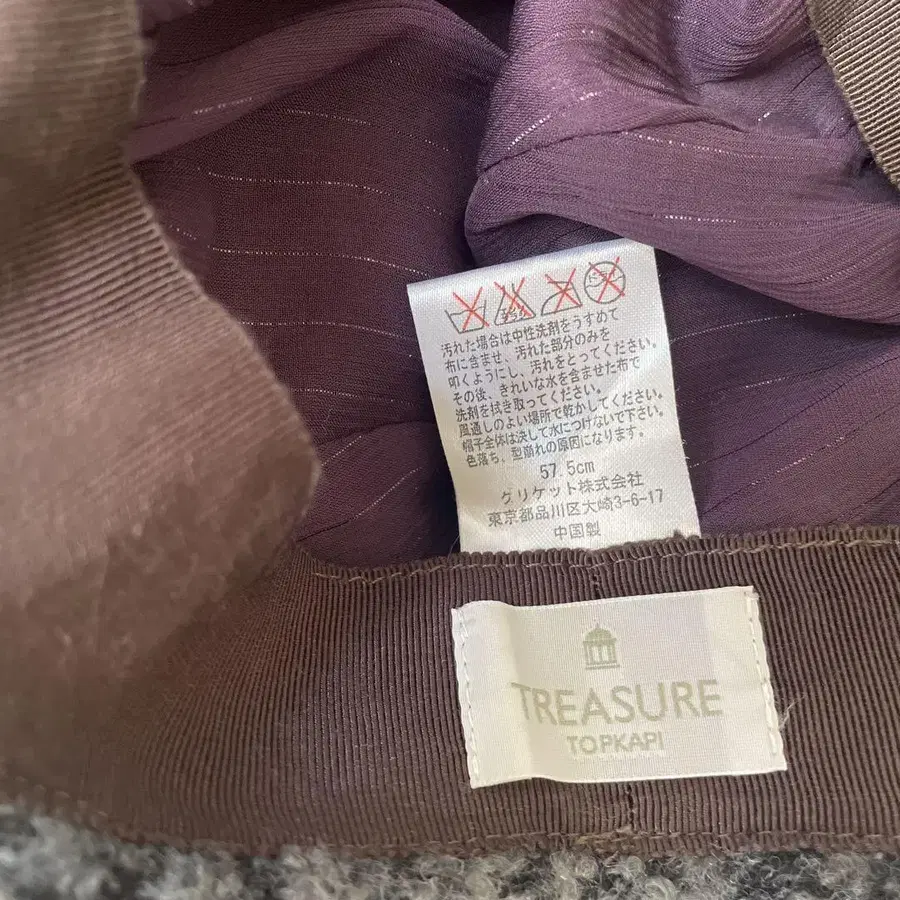 汚れた場合は中性洗剤をうすめて
布に含ませ、汚れた部分のみを
叩くようにし、汚れをとってください。
その後、きれいな水を含ませた布で
洗剤を拭き取ってください。
風通しのよい場所で乾かしてください。
帽子全体は決して水につけないで下さい。
色落ち、型崩れの原因になります。
57.5cm
グリケット株式会社
東京都品川区大崎3-6-17
中国製
TREASURE
TOPKAPI